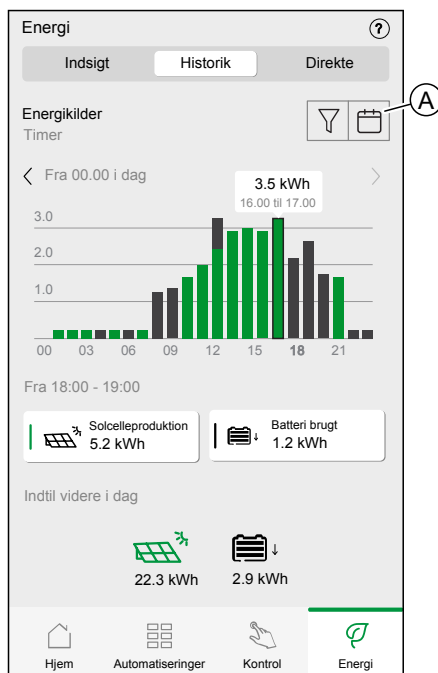 Energi ?
Indsigt Historik Direkte
A
Energikilder
Timer
Fra 00.00 i dag
3.5 kWh
16.00 til 17.00
3.0
2.0
1.0
00 03 06 09 12 15 18 21
Fra 18:00 - 19:00
Solcelleproduktion
5.2 kWh
Batteri brugt
1.2 kWh
Indtil videre i dag
22.3 kWh 2.9 kWh
Hjem Automatiseringer Kontrol Energi